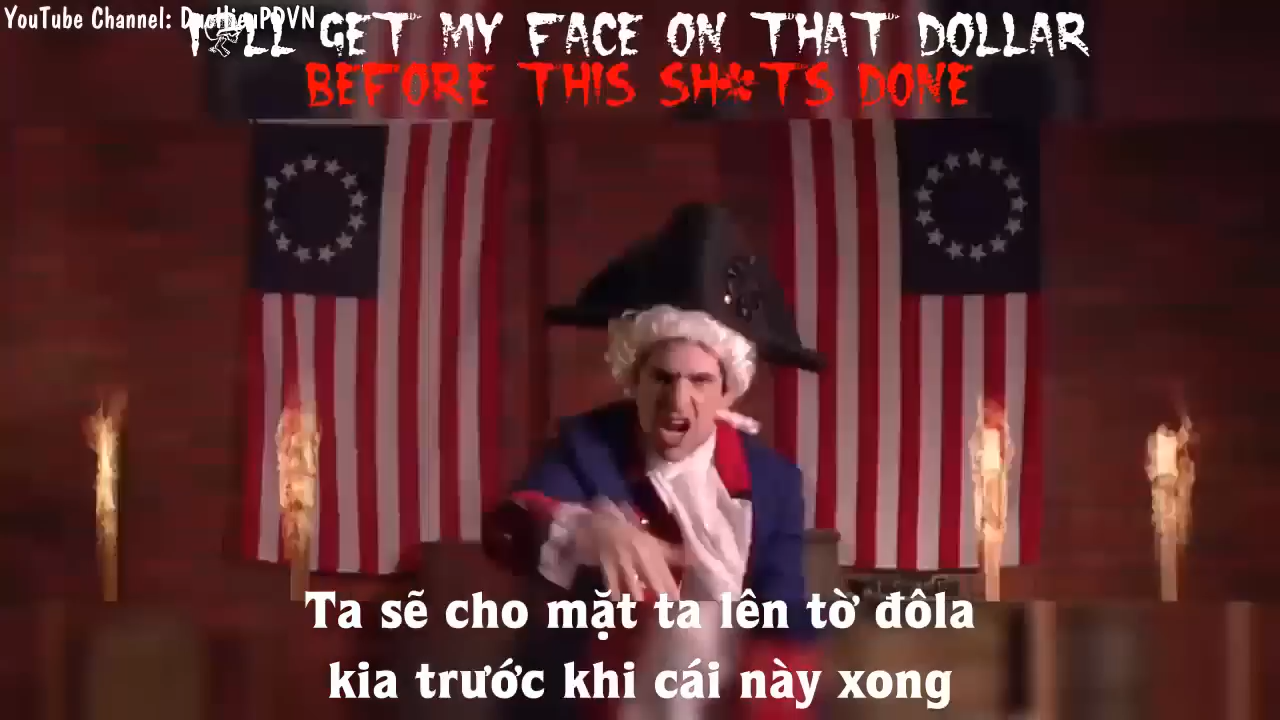 YouTube Channel: PDVN
I'LL GET MY FACE ON THAT DOLLAR
BEFORE THIS SH*TS DONE
Ta sẽ cho mặt ta lên tờ đôla
kia trước khi cái này xong